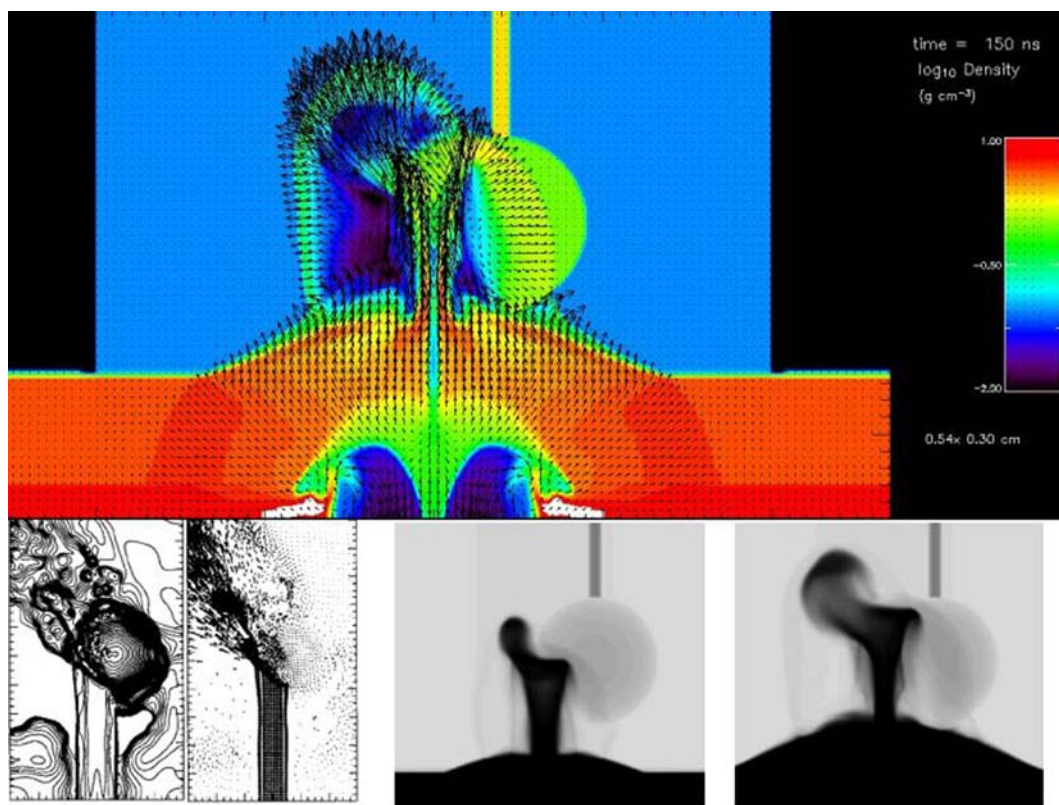 time =   150 ns
log₁₀ Density
(g cm⁻³)
1.00
-0.50
-2.00
0.54x 0.30 cm